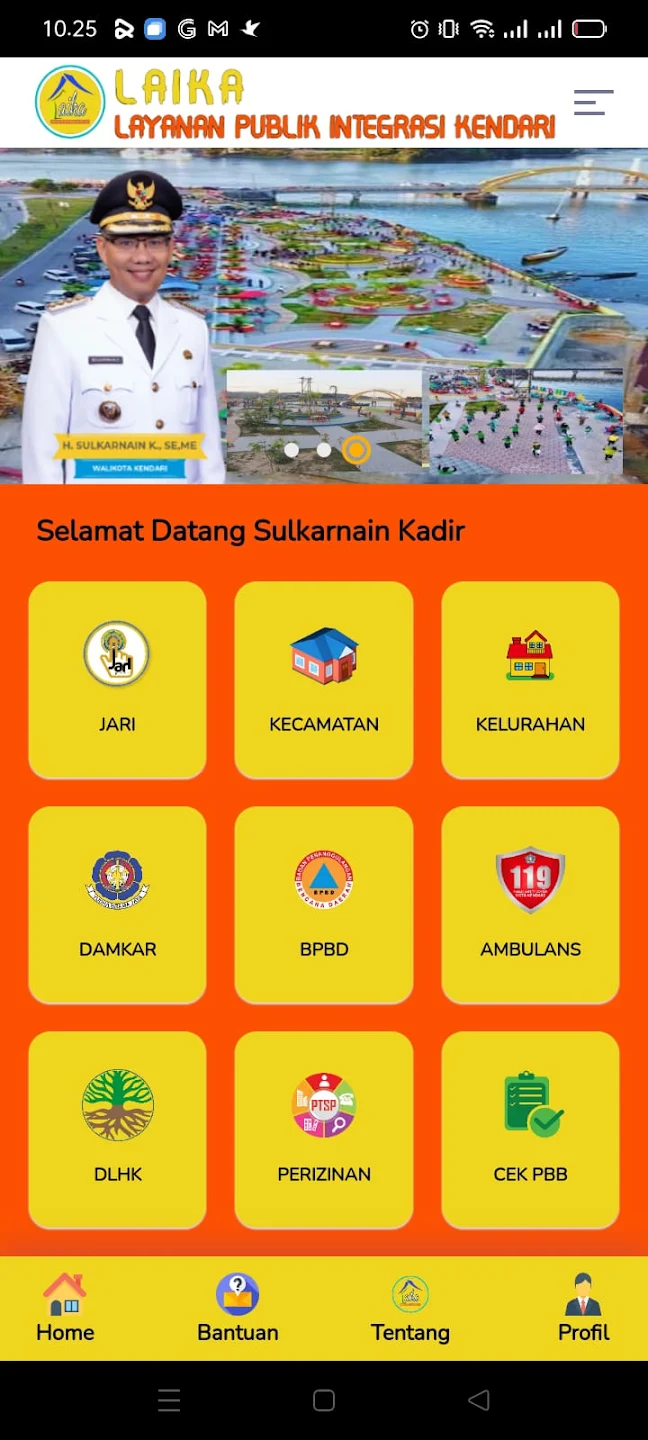 10.25
LAIKA
LAYANAN PUBLIK INTEGRASI KENDARI
H. SULKARNAIN K., SE,ME
WALIKOTA KENDARI
Selamat Datang Sulkarnain Kadir
JARI
KECAMATAN
KELURAHAN
119
DAMKAR
BPBD
AMBULANS
PTSP
DLHK
PERIZINAN
CEK PBB
Home
Bantuan
Tentang
Profil